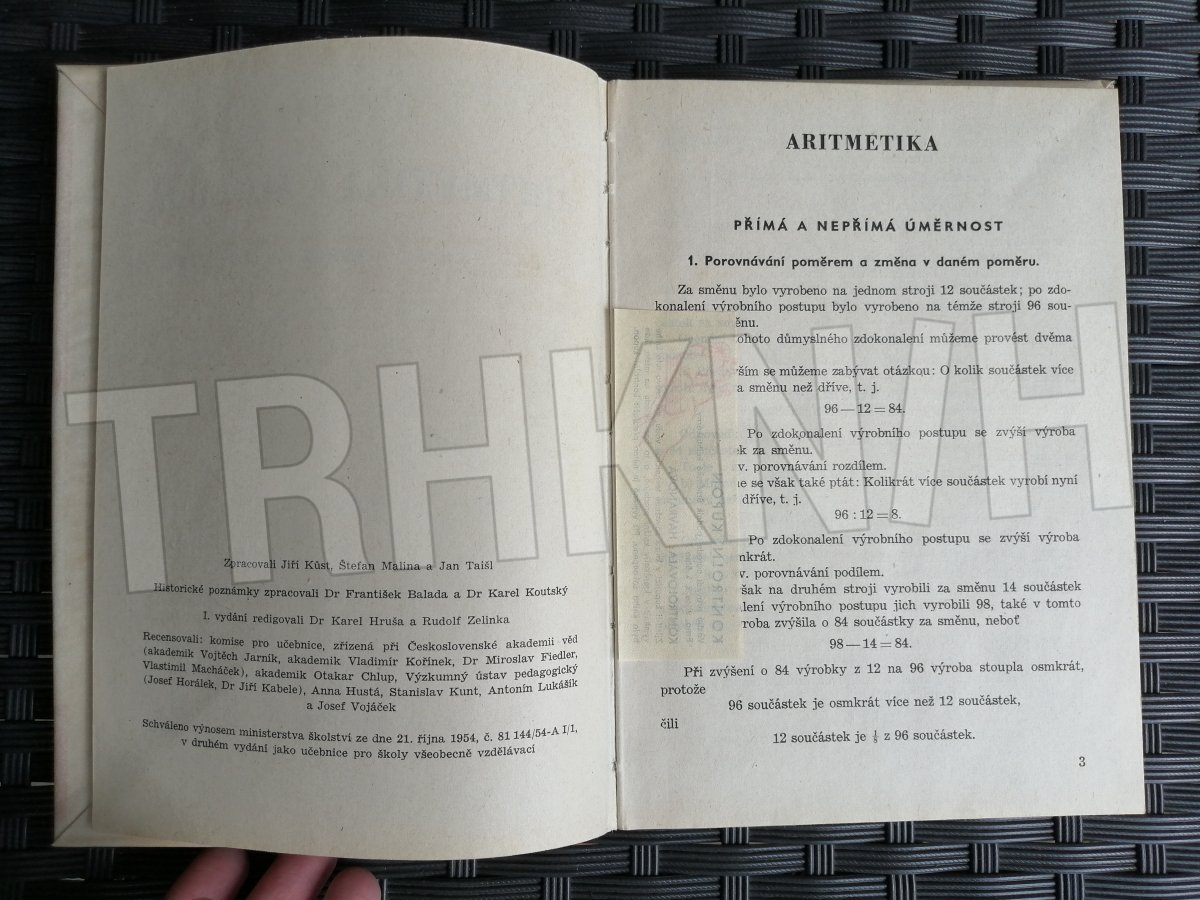 Zpracovali Jiří Kůst, Štefan Malina a Jan Taišl
Historické poznámky zpracovali Dr František Balada a Dr Karel Koutský
I. vydání redigovali Dr Karel Hruša a Rudolf Zelinka
Recensovali: komise pro učebnice, zřízená při Československé akademii věd
(akademik Vojtěch Jarník, akademik Vladimír Kořínek, Dr Miroslav Fiedler,
Vlastimil Macháček), akademik Otakar Chlup, Výzkumný ústav pedagogický
(Josef Horálek, Dr Jiří Kabele), Anna Hustá, Stanislav Kunt, Antonín Lukášík
a Josef Vojáček
Schváleno výnosem ministerstva školství ze dne 21. října 1954, č. 81 144/54-A I/1,
v druhém vydání jako učebnice pro školy všeobecně vzdělávací
ARITMETIKA
PŘÍMÁ A NEPŘÍMÁ ÚMĚRNOST
1. Porovnávání poměrem a změna v daném poměru.
Za směnu bylo vyrobeno na jednom stroji 12 součástek; po zdo-
konalení výrobního postupu bylo vyrobeno na témže stroji 96 sou-
ěnu.
ohoto důmyslného zdokonalení můžeme provést dvěma
vším se můžeme zabývat otázkou: O kolik součástek více
a směnu než dříve, t. j.
96 — 12 = 84.
Po zdokonalení výrobního postupu se zvýší výroba
k za směnu.
v. porovnávání rozdílem.
ne se však také ptát: Kolikrát více součástek vyrobí nyní
dříve, t. j.
96 : 12 = 8.
Po zdokonalení výrobního postupu se zvýší výroba
nkrát.
v. porovnávání podílem.
šak na druhém stroji vyrobili za směnu 14 součástek
lení výrobního postupu jich vyrobili 98, také v tomto
roba zvýšila o 84 součástky za směnu, neboť
98 — 14 = 84.
Při zvýšení o 84 výrobky z 12 na 96 výroba stoupla osmkrát,
protože
96 součástek je osmkrát více než 12 součástek,
čili
12 součástek je ⅛ z 96 součástek.
3
KONTROLNÍ KUPON
TRHKNIH